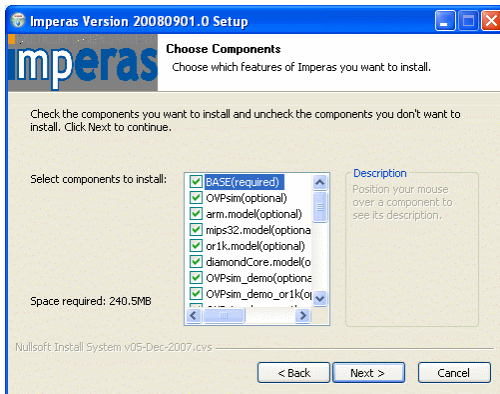 Imperas Version 20080901.0 Setup
imperas
Choose Components
Choose which features of Imperas you want to install.
Check the components you want to install and uncheck the components you don't want to
install. Click Next to continue.
Select components to install:
BASE(required)
OVPsim(optional)
arm.model(optional)
mips32.model(optional)
or1k.model(optional)
diamondCore.model(o
OVPsim_demo(optiona
OVPsim_demo_or1k(o
Description
Position your mouse
over a component to
see its description.
Space required: 240.5MB
Nullsoft Install System v05-Dec-2007.cvs
< Back
Next >
Cancel